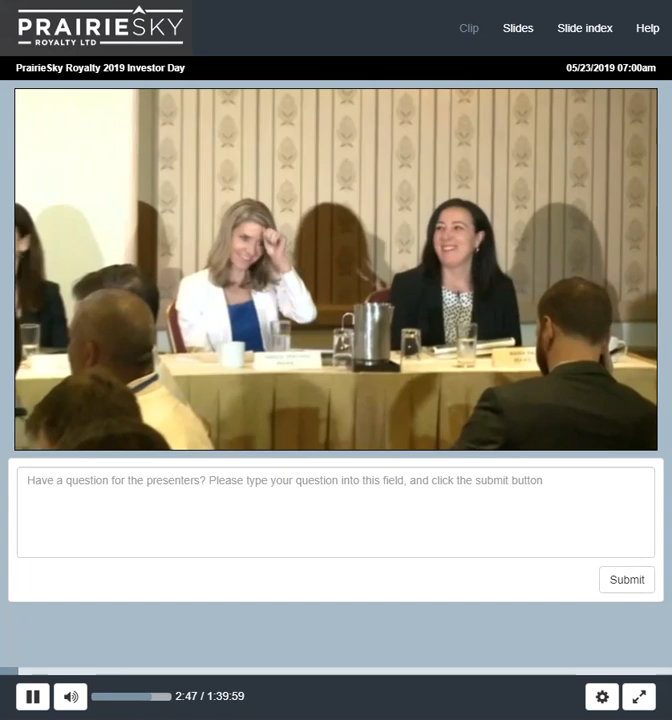 PRAIRIESKY
ROYALTY LTD
Clip
Slides
Slide index
Help
PrairieSky Royalty 2019 Investor Day
05/23/2019 07:00am
Have a question for the presenters? Please type your question into this field, and click the submit button
Submit
2:47 / 1:39:59